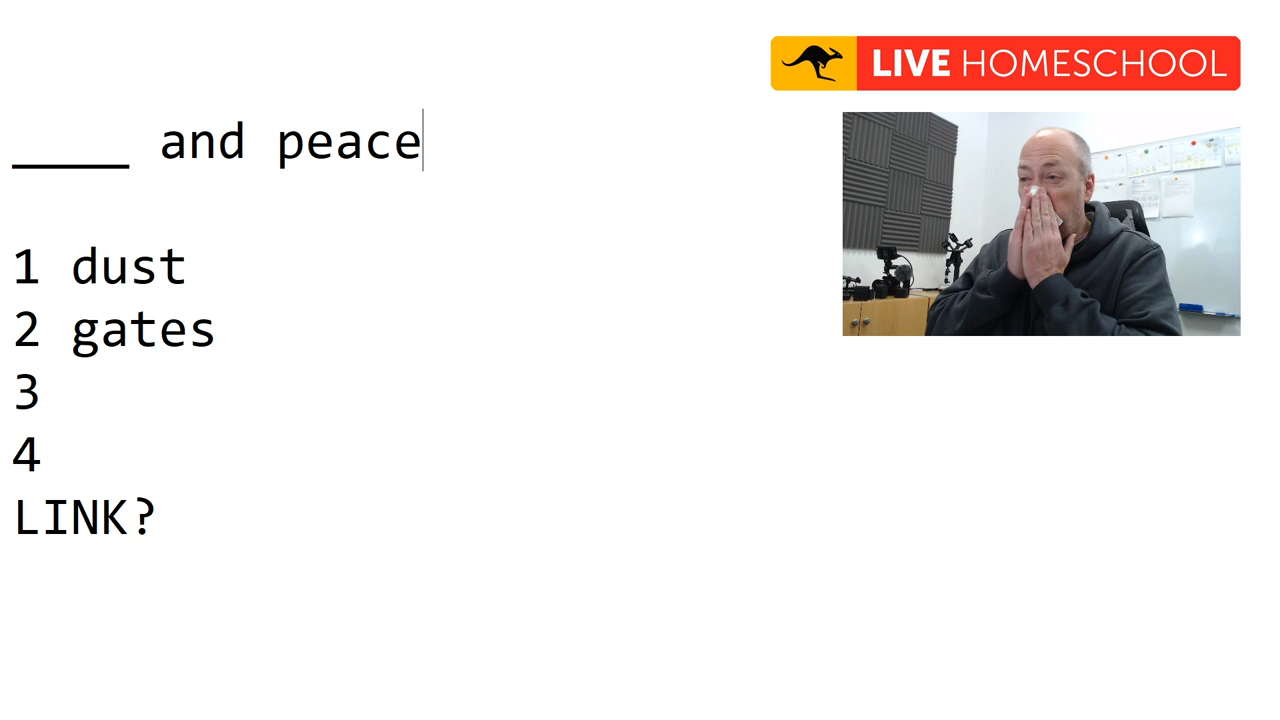 LIVE HOMESCHOOL
____ and peace
1 dust
2 gates
3
4
LINK?